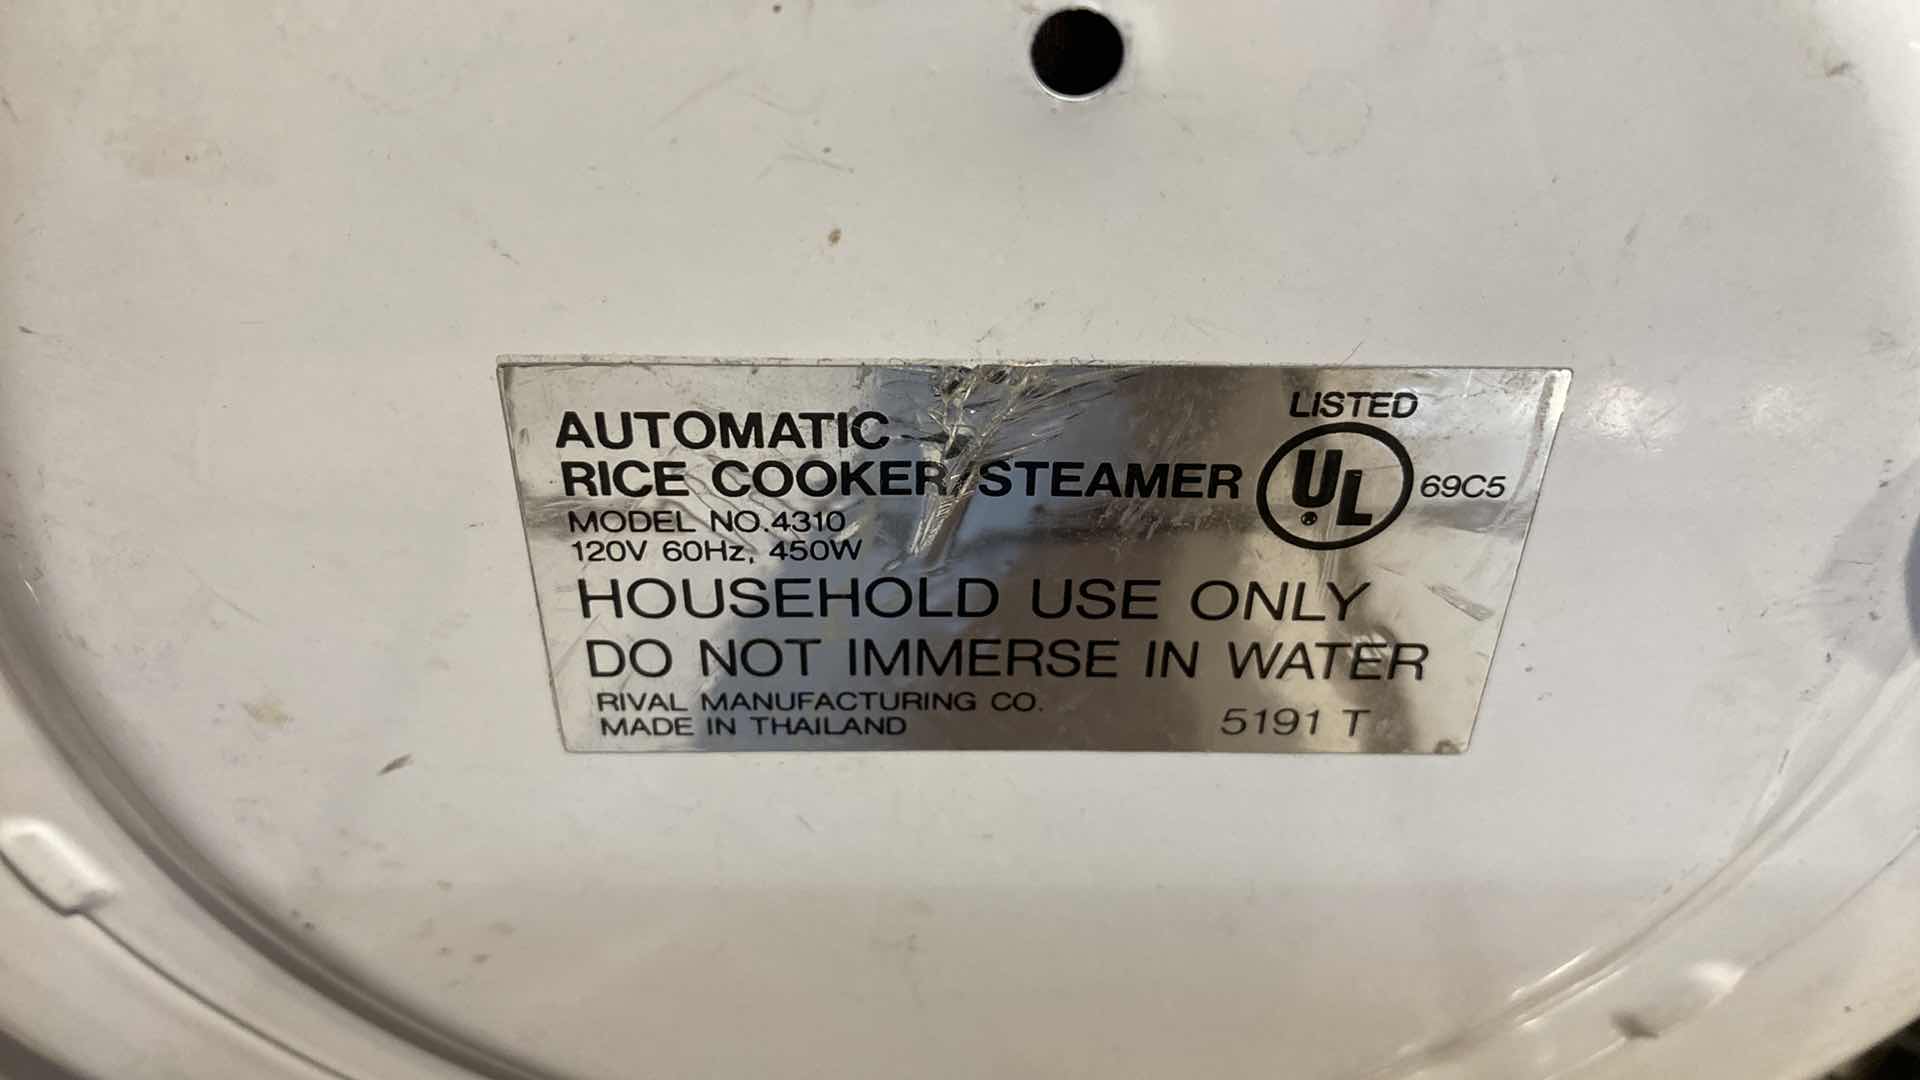 AUTOMATIC
RICE COOKER/STEAMER
MODEL NO.4310
120V 60Hz, 450W
LISTED
UL ® 69C5
HOUSEHOLD USE ONLY
DO NOT IMMERSE IN WATER
RIVAL MANUFACTURING CO.
MADE IN THAILAND
5191 T